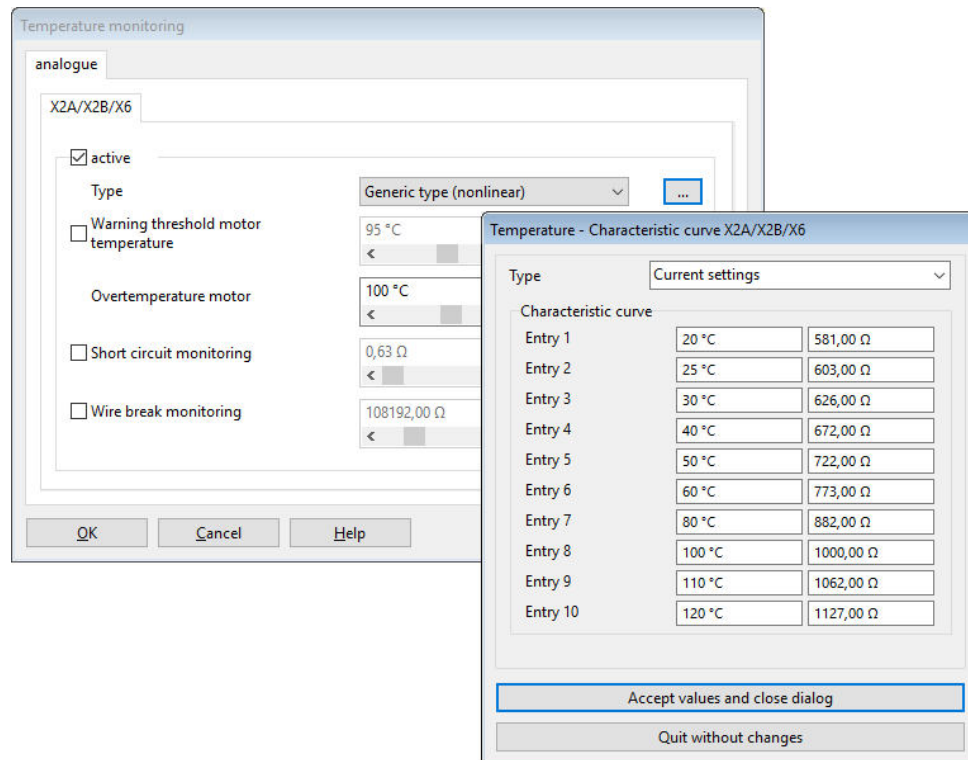 Temperature monitoring
analogue
X2A/X2B/X6
active
Type
Generic type (nonlinear)
...
Warning threshold motor
temperature
95 °C
Overtemperature motor
100 °C
Short circuit monitoring
0,63 Ω
Wire break monitoring
108192,00 Ω
OK
Cancel
Help
Temperature - Characteristic curve X2A/X2B/X6
Type
Current settings
Characteristic curve
Entry 1 20 °C 581,00 Ω
Entry 2 25 °C 603,00 Ω
Entry 3 30 °C 626,00 Ω
Entry 4 40 °C 672,00 Ω
Entry 5 50 °C 722,00 Ω
Entry 6 60 °C 773,00 Ω
Entry 7 80 °C 882,00 Ω
Entry 8 100 °C 1000,00 Ω
Entry 9 110 °C 1062,00 Ω
Entry 10 120 °C 1127,00 Ω
Accept values and close dialog
Quit without changes